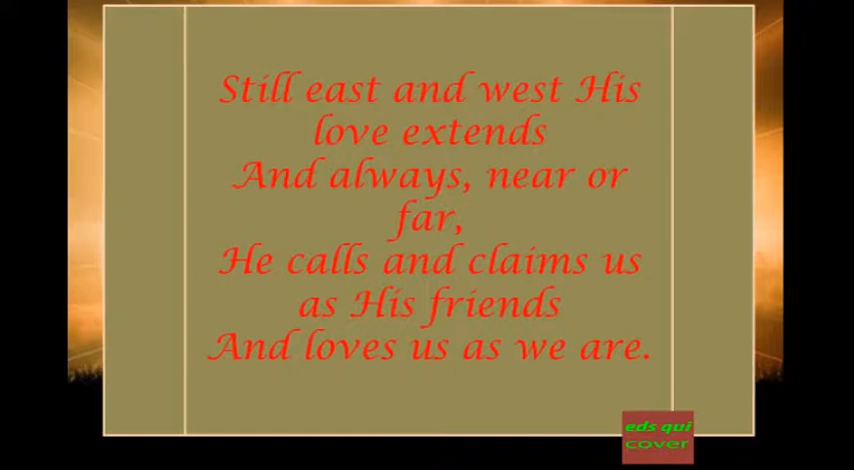 Still east and west His
love extends
And always, near or
far,
He calls and claims us
as His friends
And loves us as we are.
eds qui
cover